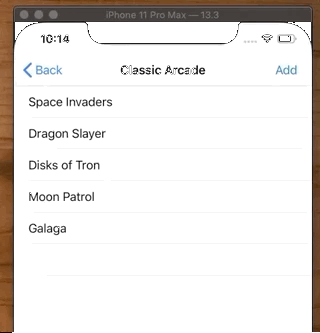 iPhone 11 Pro Max — 13.3
10:14
Back
Classic Arcade
Add
Space Invaders
Dragon Slayer
Disks of Tron
Moon Patrol
Galaga